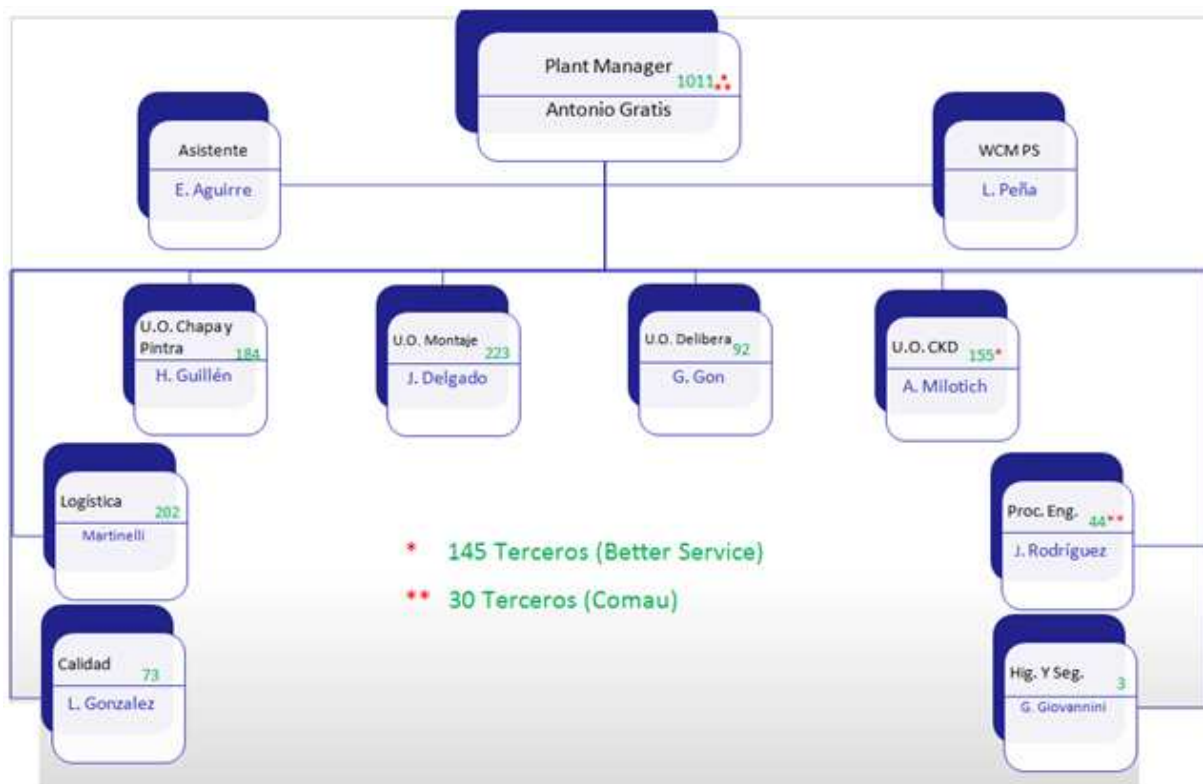 Plant Manager
1011
Antonio Gratis
Asistente
E. Aguirre
WCM PS
L. Peña
U.O. Chapa y
Pintra 184
H. Guillén
U.O. Montaje 223
J. Delgado
U.O. Delibera 92
G. Gon
U.O. CKD 155*
A. Milotich
Logística
202
Martinelli
Proc. Eng. 44**
J. Rodríguez
* 145 Terceros (Better Service)
** 30 Terceros (Comau)
Calidad 73
L. Gonzalez
Hig. Y Seg. 3
G. Giovannini